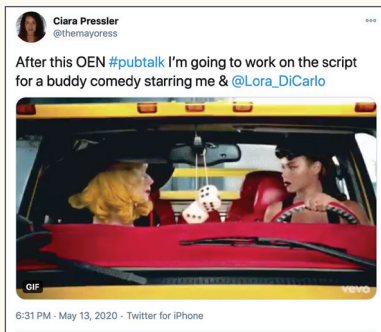 Ciara Pressler
@themayoress
After this OEN #pubtalk I'm going to work on the script
for a buddy comedy starring me & @Lora_DiCarlo
GIF
vevo
6:31 PM · May 13, 2020 · Twitter for iPhone